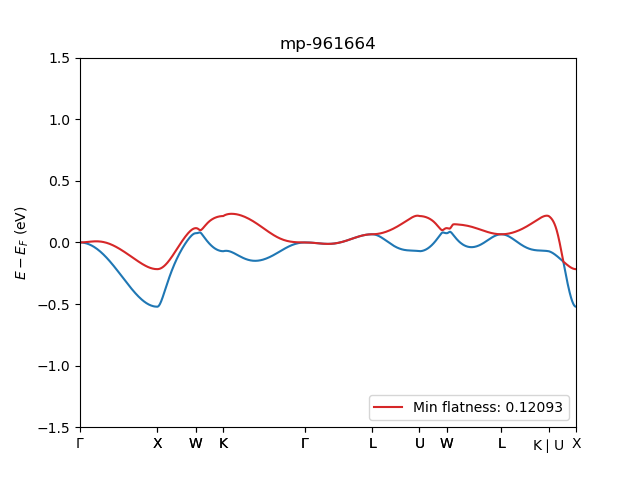 mp-961664
E − E_F (eV)
1.5
1.0
0.5
0.0
−0.5
−1.0
−1.5
Min flatness: 0.12093
Γ X W K Γ L U W L K | U X